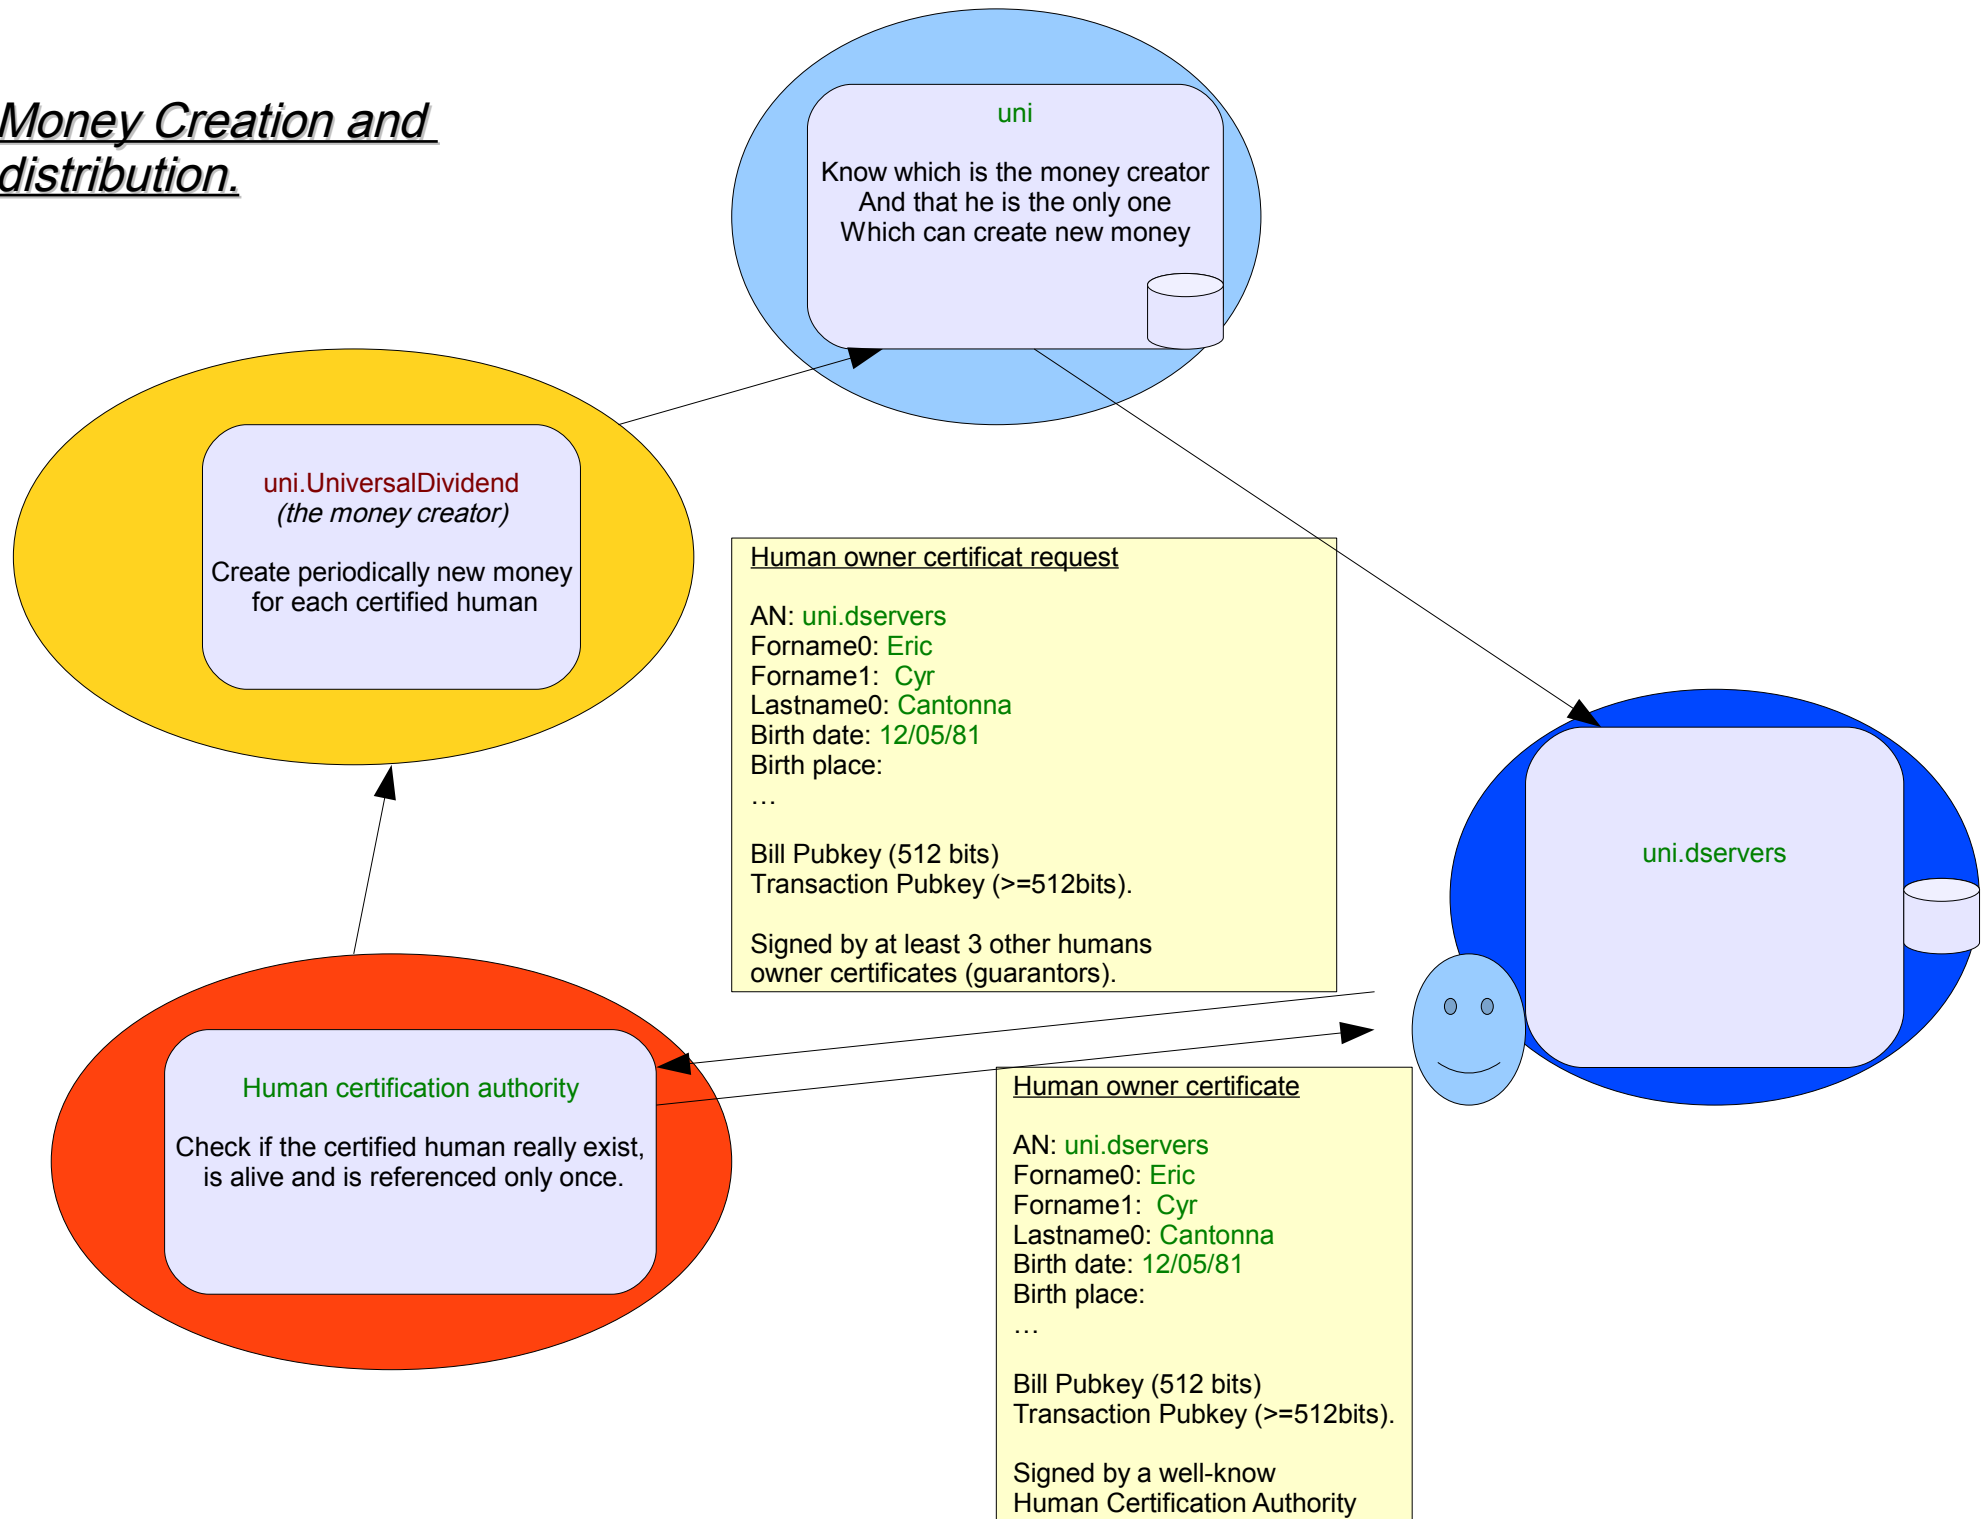 Money Creation and
distribution.
uni
Know which is the money creator
And that he is the only one
Which can create new money
uni.UniversalDividend
(the money creator)
Create periodically new money
for each certified human
Human owner certificat request
AN: uni.dservers
Forname0: Eric
Forname1: Cyr
Lastname0: Cantonna
Birth date: 12/05/81
Birth place:
…
Bill Pubkey (512 bits)
Transaction Pubkey (>=512bits).
Signed by at least 3 other humans
owner certificates (guarantors).
uni.dservers
Human certification authority
Check if the certified human really exist,
is alive and is referenced only once.
Human owner certificate
AN: uni.dservers
Forname0: Eric
Forname1: Cyr
Lastname0: Cantonna
Birth date: 12/05/81
Birth place:
…
Bill Pubkey (512 bits)
Transaction Pubkey (>=512bits).
Signed by a well-know
Human Certification Authority